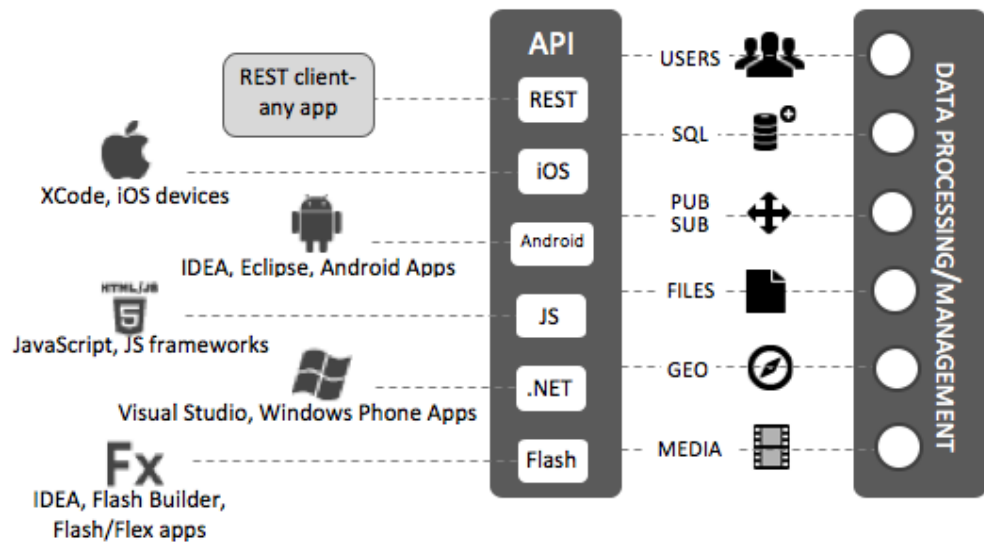 API
REST client-
any app
REST
XCode, iOS devices
iOS
IDEA, Eclipse, Android Apps
Android
HTML/JS
5
JavaScript, JS frameworks
JS
Visual Studio, Windows Phone Apps
.NET
Fx
IDEA, Flash Builder,
Flash/Flex apps
Flash
USERS
SQL
PUB
SUB
FILES
GEO
MEDIA
DATA PROCESSING/MANAGEMENT